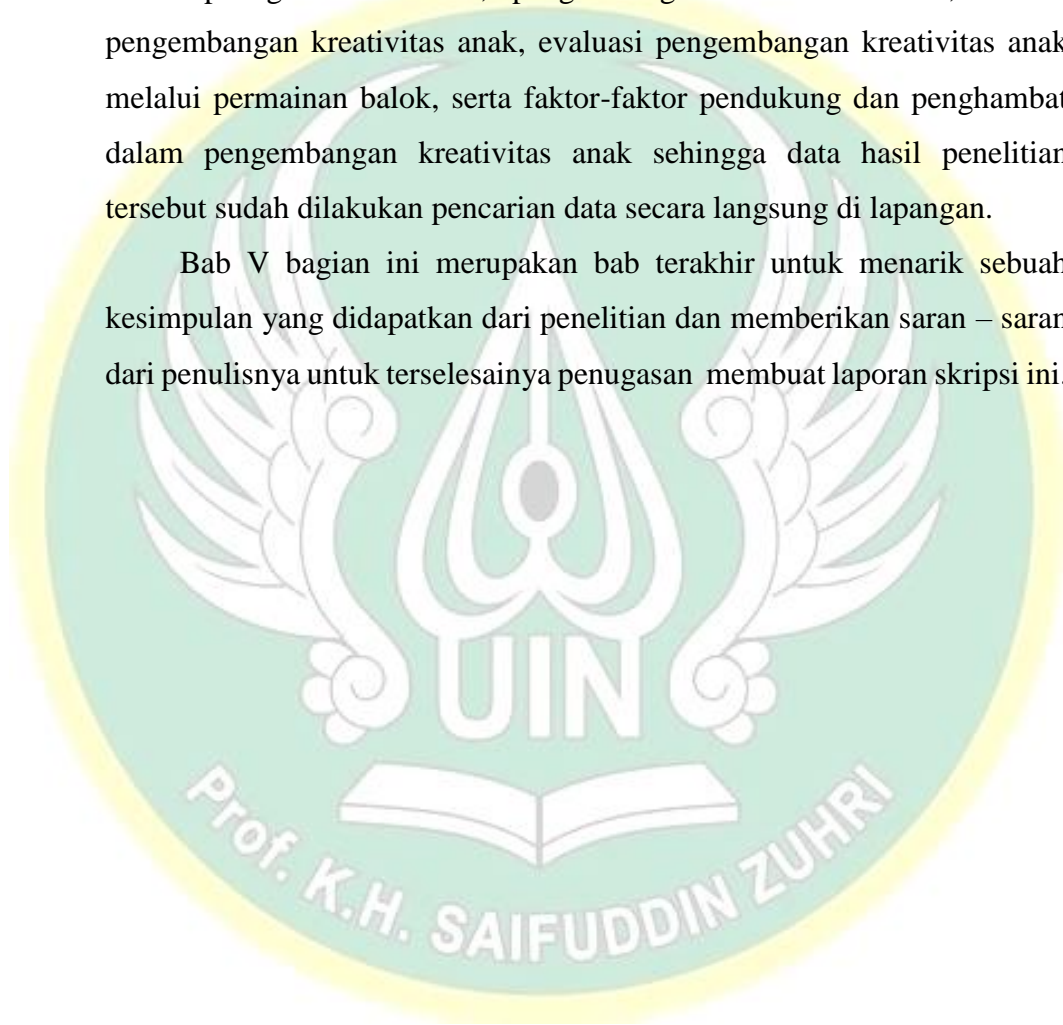 pengembangan kreativitas anak, evaluasi pengembangan kreativitas anak
melalui permainan balok, serta faktor-faktor pendukung dan penghambat
dalam pengembangan kreativitas anak sehingga data hasil penelitian
tersebut sudah dilakukan pencarian data secara langsung di lapangan.
Bab V bagian ini merupakan bab terakhir untuk menarik sebuah
kesimpulan yang didapatkan dari penelitian dan memberikan saran – saran
dari penulisnya untuk terselesainya penugasan membuat laporan skripsi ini.
UIN
Prof. K.H. SAIFUDDIN ZUHRI